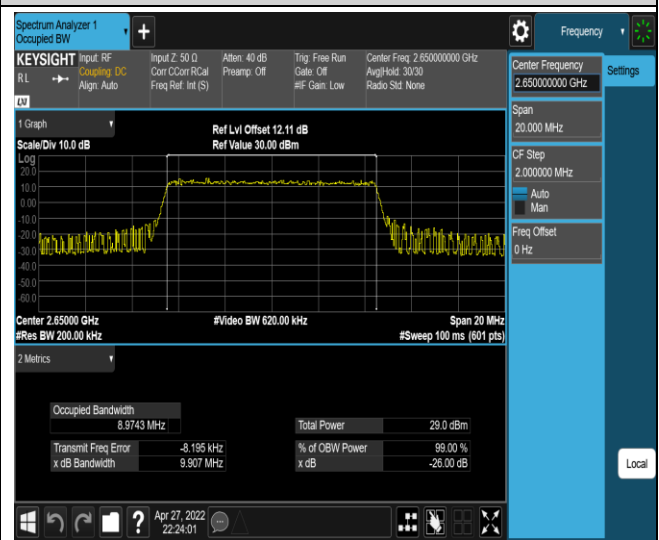 Spectrum Analyzer 1
Occupied BW
+
Frequency
KEYSIGHT
RL
LXI
Input: RF
Coupling: DC
Align: Auto
Input Z: 50 Ω
Corr CCorr RCal
Freq Ref: Int (S)
Atten: 40 dB
Preamp: Off
Trig: Free Run
Gate: Off
#IF Gain: Low
Center Freq: 2.650000000 GHz
Avg|Hold: 30/30
Radio Std: None
Center Frequency
2.650000000 GHz
Settings
Span
20.000 MHz
CF Step
2.000000 MHz
Auto
Man
Freq Offset
0 Hz
1 Graph
Scale/Div 10.0 dB
Ref Lvl Offset 12.11 dB
Ref Value 30.00 dBm
Log
20.0
10.0
0.00
-10.0
-20.0
-30.0
-40.0
-50.0
-60.0
Center 2.65000 GHz
#Video BW 620.00 kHz
Span 20 MHz
#Res BW 200.00 kHz
#Sweep 100 ms (601 pts)
2 Metrics
Occupied Bandwidth
8.9743 MHz
Total Power 29.0 dBm
Transmit Freq Error -8.195 kHz
% of OBW Power 99.00 %
x dB Bandwidth 9.907 MHz
x dB -26.00 dB
Local
?
Apr 27, 2022
22:24:01